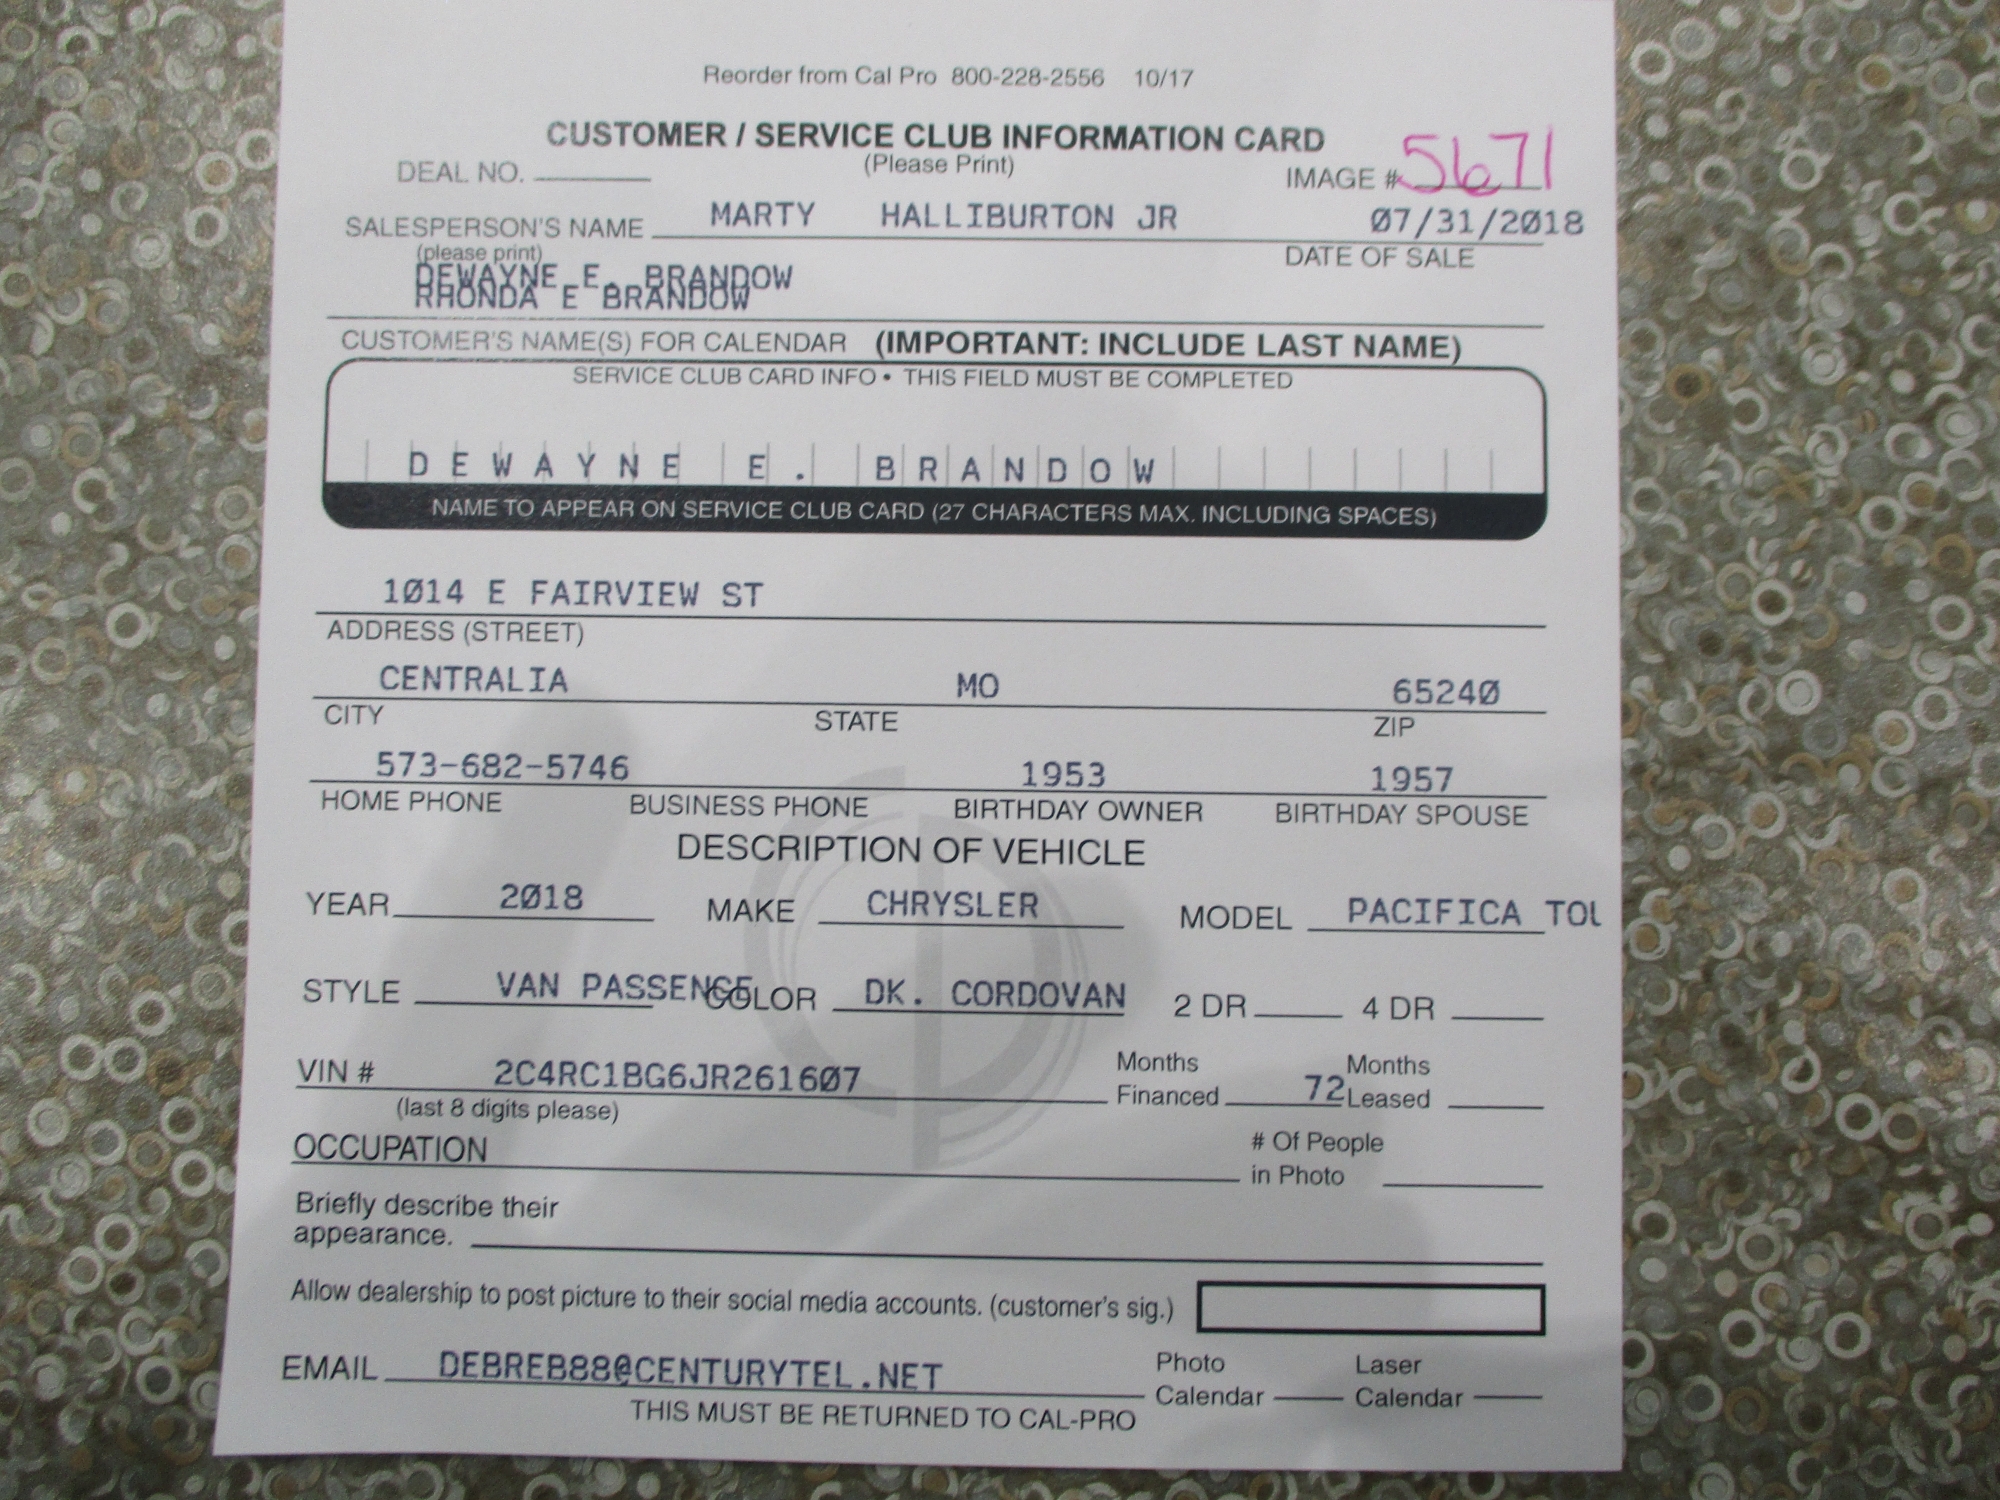 Reorder from Cal Pro 800-228-2556 10/17
CUSTOMER / SERVICE CLUB INFORMATION CARD
(Please Print)
DEAL NO. IMAGE # 5671
SALESPERSON'S NAME MARTY HALLIBURTON JR 07/31/2018
(please print) DATE OF SALE
DEWAYNE E. BRANDOW
RHONDA E BRANDOW
CUSTOMER'S NAME(S) FOR CALENDAR (IMPORTANT: INCLUDE LAST NAME)
SERVICE CLUB CARD INFO • THIS FIELD MUST BE COMPLETED
DEWAYNE E. BRANDOW
NAME TO APPEAR ON SERVICE CLUB CARD (27 CHARACTERS MAX. INCLUDING SPACES)
1014 E FAIRVIEW ST
ADDRESS (STREET)
CENTRALIA MO 65240
CITY STATE ZIP
573-682-5746 1953 1957
HOME PHONE BUSINESS PHONE BIRTHDAY OWNER BIRTHDAY SPOUSE
DESCRIPTION OF VEHICLE
YEAR 2018 MAKE CHRYSLER MODEL PACIFICA TOU
STYLE VAN PASSENGE COLOR DK. CORDOVAN 2 DR 4 DR
VIN # 2C4RC1BG6JR261607 Months Financed 72 Months Leased
(last 8 digits please)
OCCUPATION # Of People in Photo
Briefly describe their
appearance.
Allow dealership to post picture to their social media accounts. (customer's sig.)
EMAIL DEBREB88@CENTURYTEL.NET Photo Calendar Laser Calendar
THIS MUST BE RETURNED TO CAL-PRO